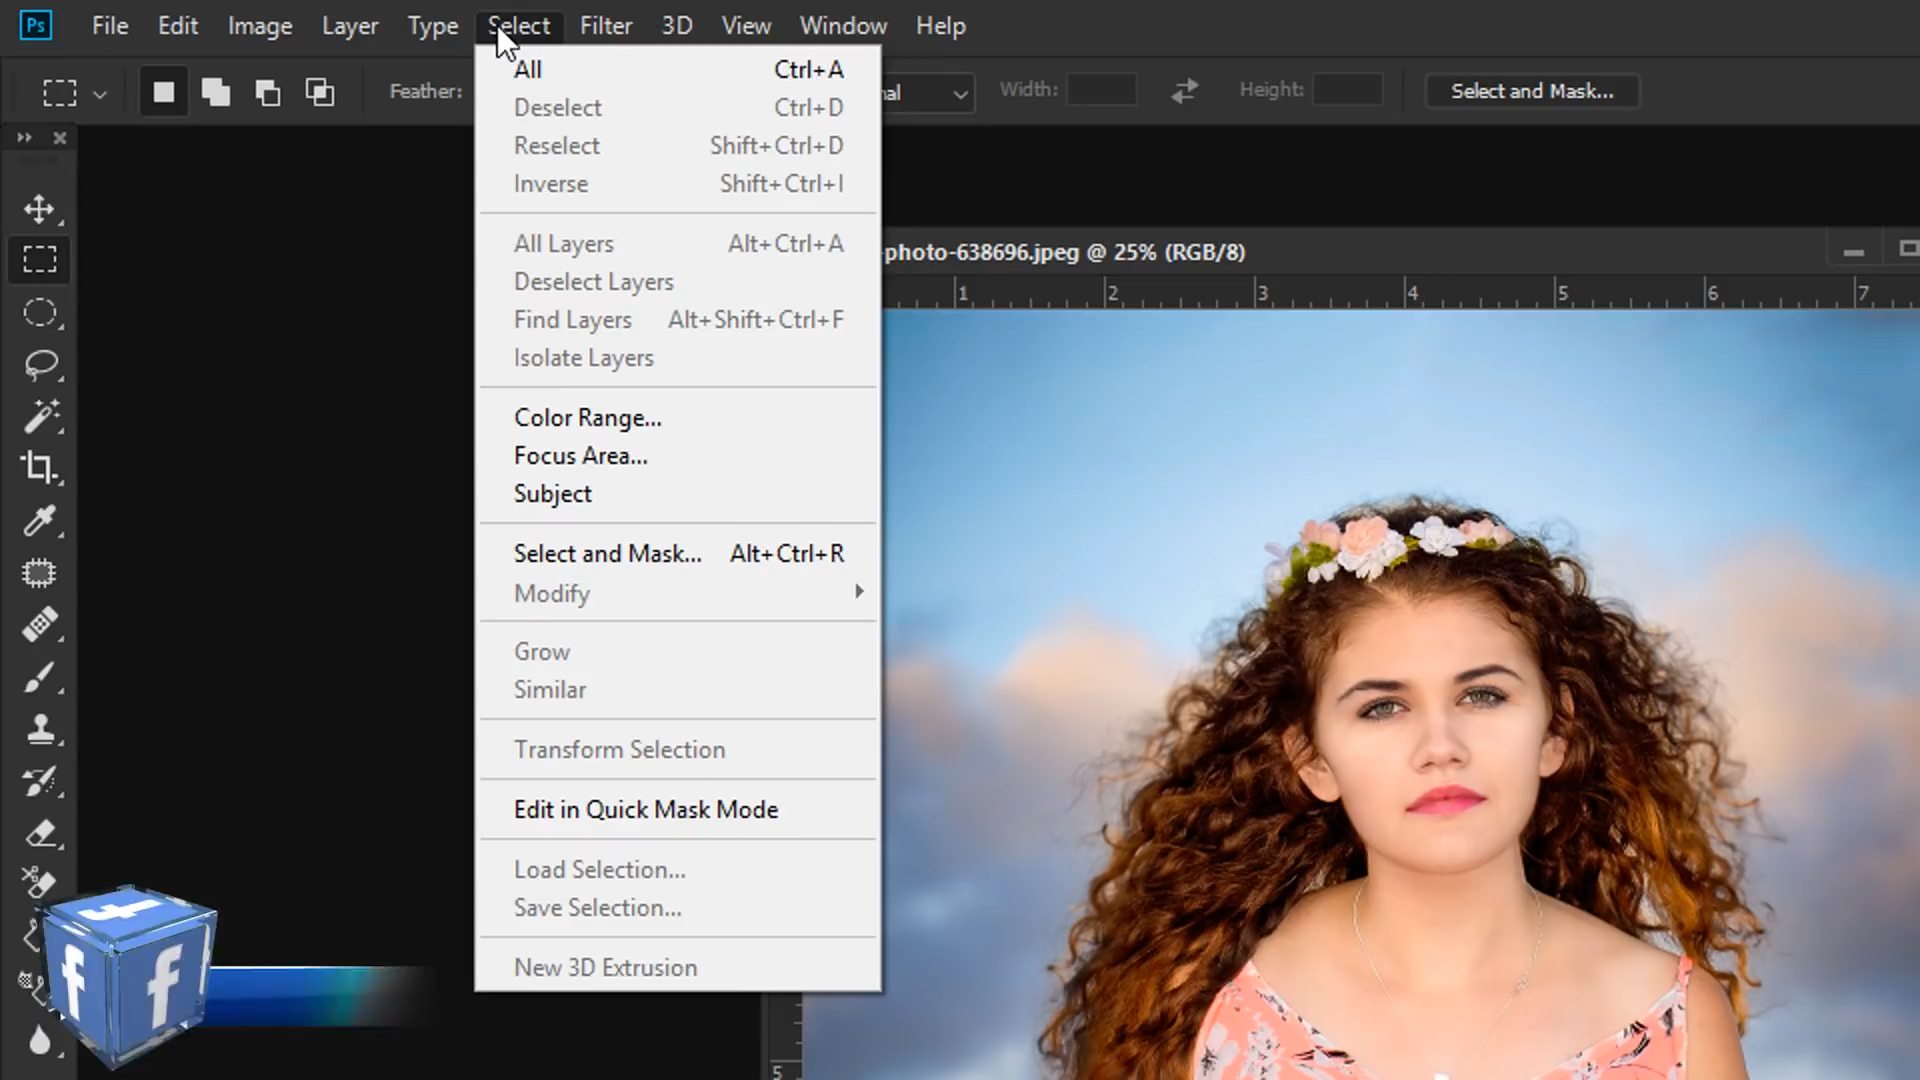 Ps File Edit Image Layer Type Select Filter 3D View Window Help
Feather: Width: Height: Select and Mask...
All Ctrl+A
Deselect Ctrl+D
Reselect Shift+Ctrl+D
Inverse Shift+Ctrl+I
All Layers Alt+Ctrl+A
Deselect Layers
Find Layers Alt+Shift+Ctrl+F
Isolate Layers
Color Range...
Focus Area...
Subject
Select and Mask... Alt+Ctrl+R
Modify
Grow
Similar
Transform Selection
Edit in Quick Mask Mode
Load Selection...
Save Selection...
New 3D Extrusion
-photo-638696.jpeg @ 25% (RGB/8)
1 2 3 4 5 6 7
5
f f f